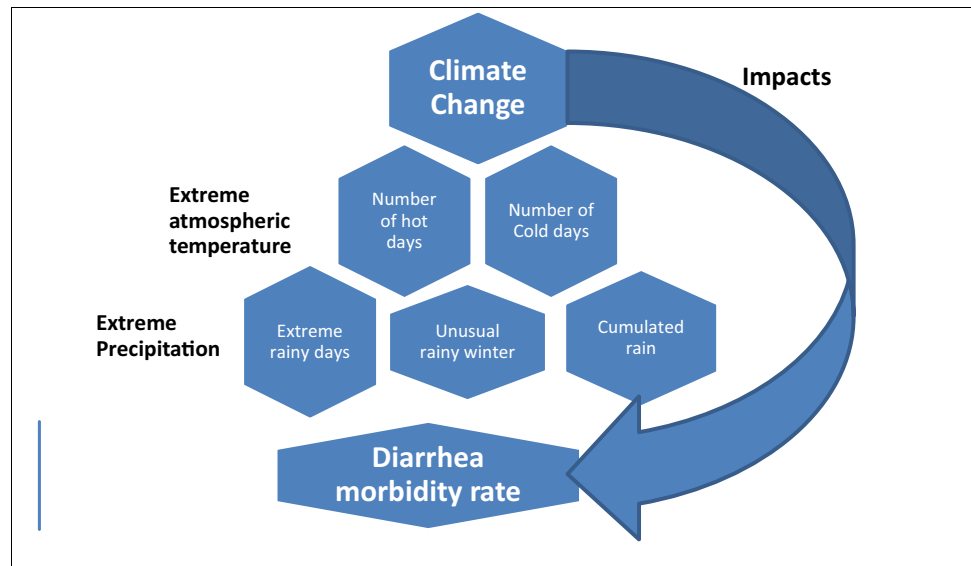 Climate
Change
Impacts
Extreme
atmospheric
temperature
Number
of hot
days
Number of
Cold days
Extreme
Precipitation
Extreme
rainy days
Unusual
rainy winter
Cumulated
rain
Diarrhea
morbidity rate